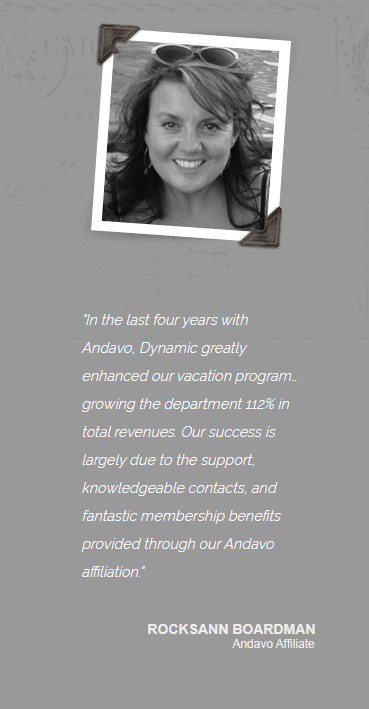 "In the last four years with
Andavo, Dynamic greatly
enhanced our vacation program...
growing the department 112% in
total revenues. Our success is
largely due to the support,
knowledgeable contacts, and
fantastic membership benefits
provided through our Andavo
affiliation."
ROCKSANN BOARDMAN
Andavo Affiliate